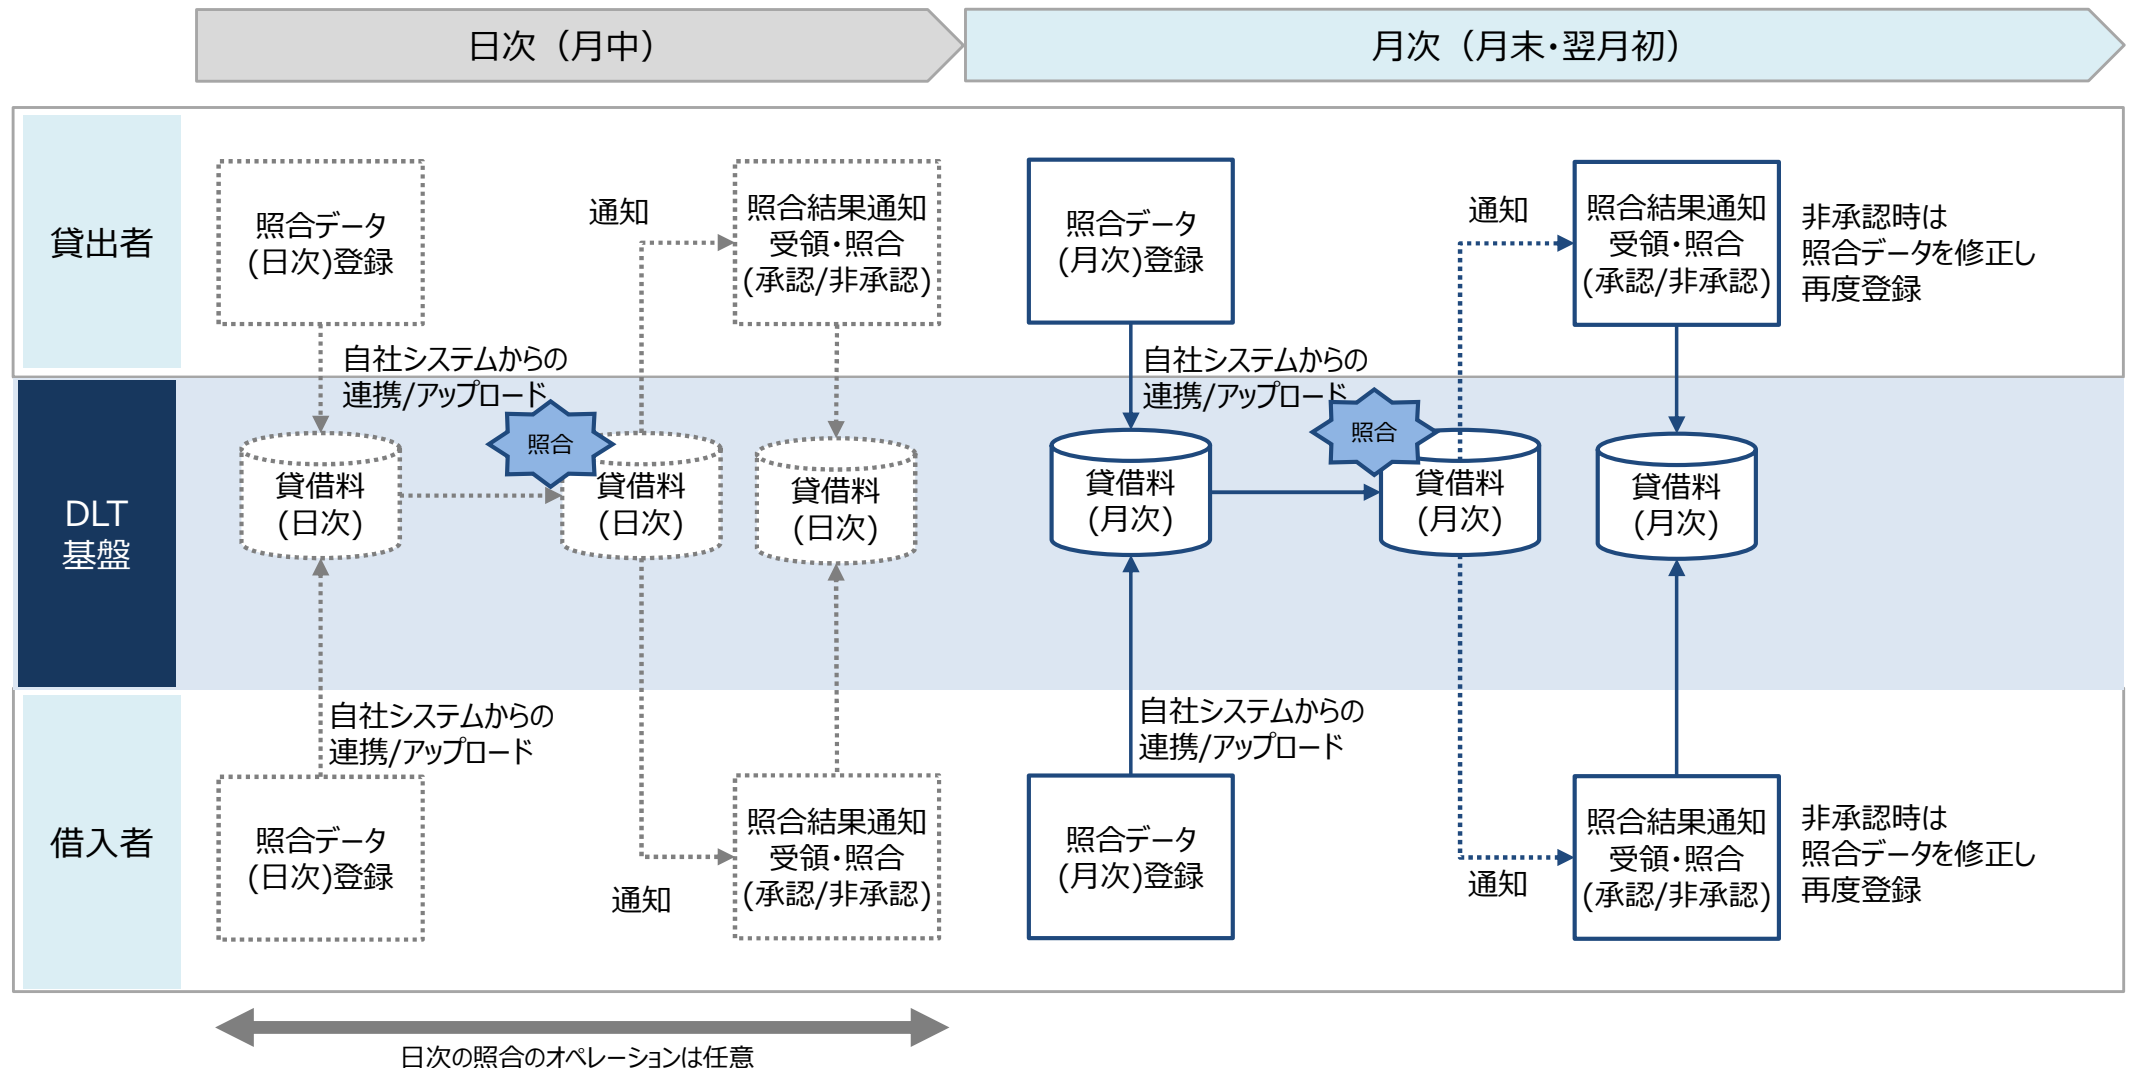 日次（月中）
月次（月末・翌月初）
貸出者
照合データ
(日次)登録
通知
照合結果通知
受領・照合
(承認/非承認)
照合データ
(月次)登録
通知
照合結果通知
受領・照合
(承認/非承認)
非承認時は
照合データを修正し
再度登録
自社システムからの
連携/アップロード
自社システムからの
連携/アップロード
DLT
基盤
照合
貸借料
(日次)
貸借料
(日次)
貸借料
(日次)
照合
貸借料
(月次)
貸借料
(月次)
貸借料
(月次)
自社システムからの
連携/アップロード
自社システムからの
連携/アップロード
借入者
照合データ
(日次)登録
通知
照合結果通知
受領・照合
(承認/非承認)
照合データ
(月次)登録
通知
照合結果通知
受領・照合
(承認/非承認)
非承認時は
照合データを修正し
再度登録
日次の照合のオペレーションは任意